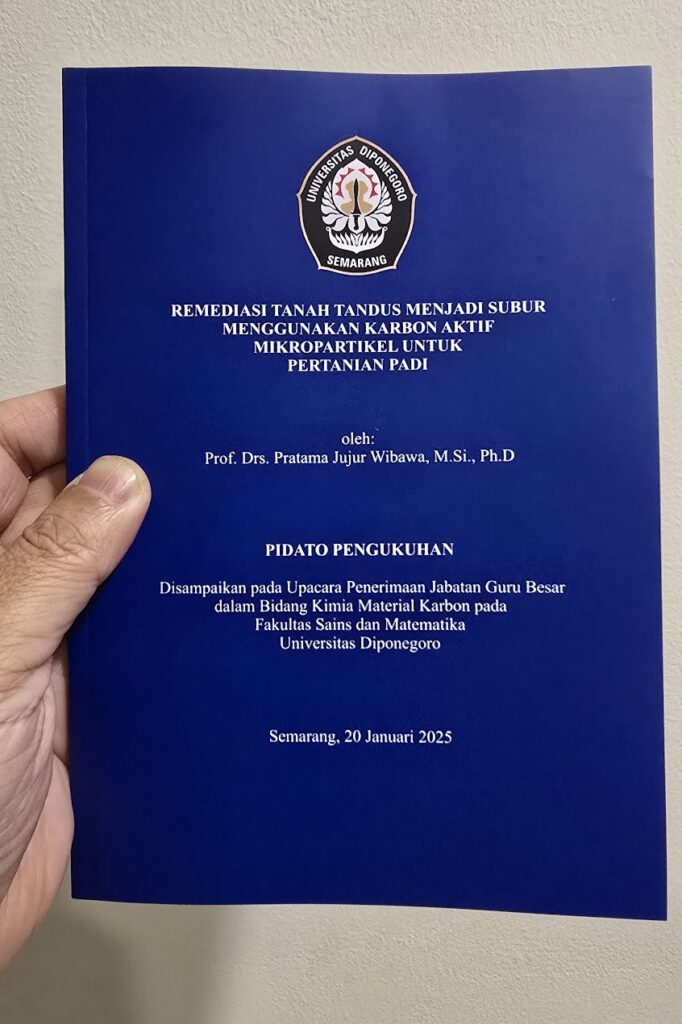 UNIVERSITAS DIPONEGORO
SEMARANG
REMEDIASI TANAH TANDUS MENJADI SUBUR
MENGGUNAKAN KARBON AKTIF
MIKROPARTIKEL UNTUK
PERTANIAN PADI
oleh:
Prof. Drs. Pratama Jujur Wibawa, M.Si., Ph.D
PIDATO PENGUKUHAN
Disampaikan pada Upacara Penerimaan Jabatan Guru Besar
dalam Bidang Kimia Material Karbon pada
Fakultas Sains dan Matematika
Universitas Diponegoro
Semarang, 20 Januari 2025